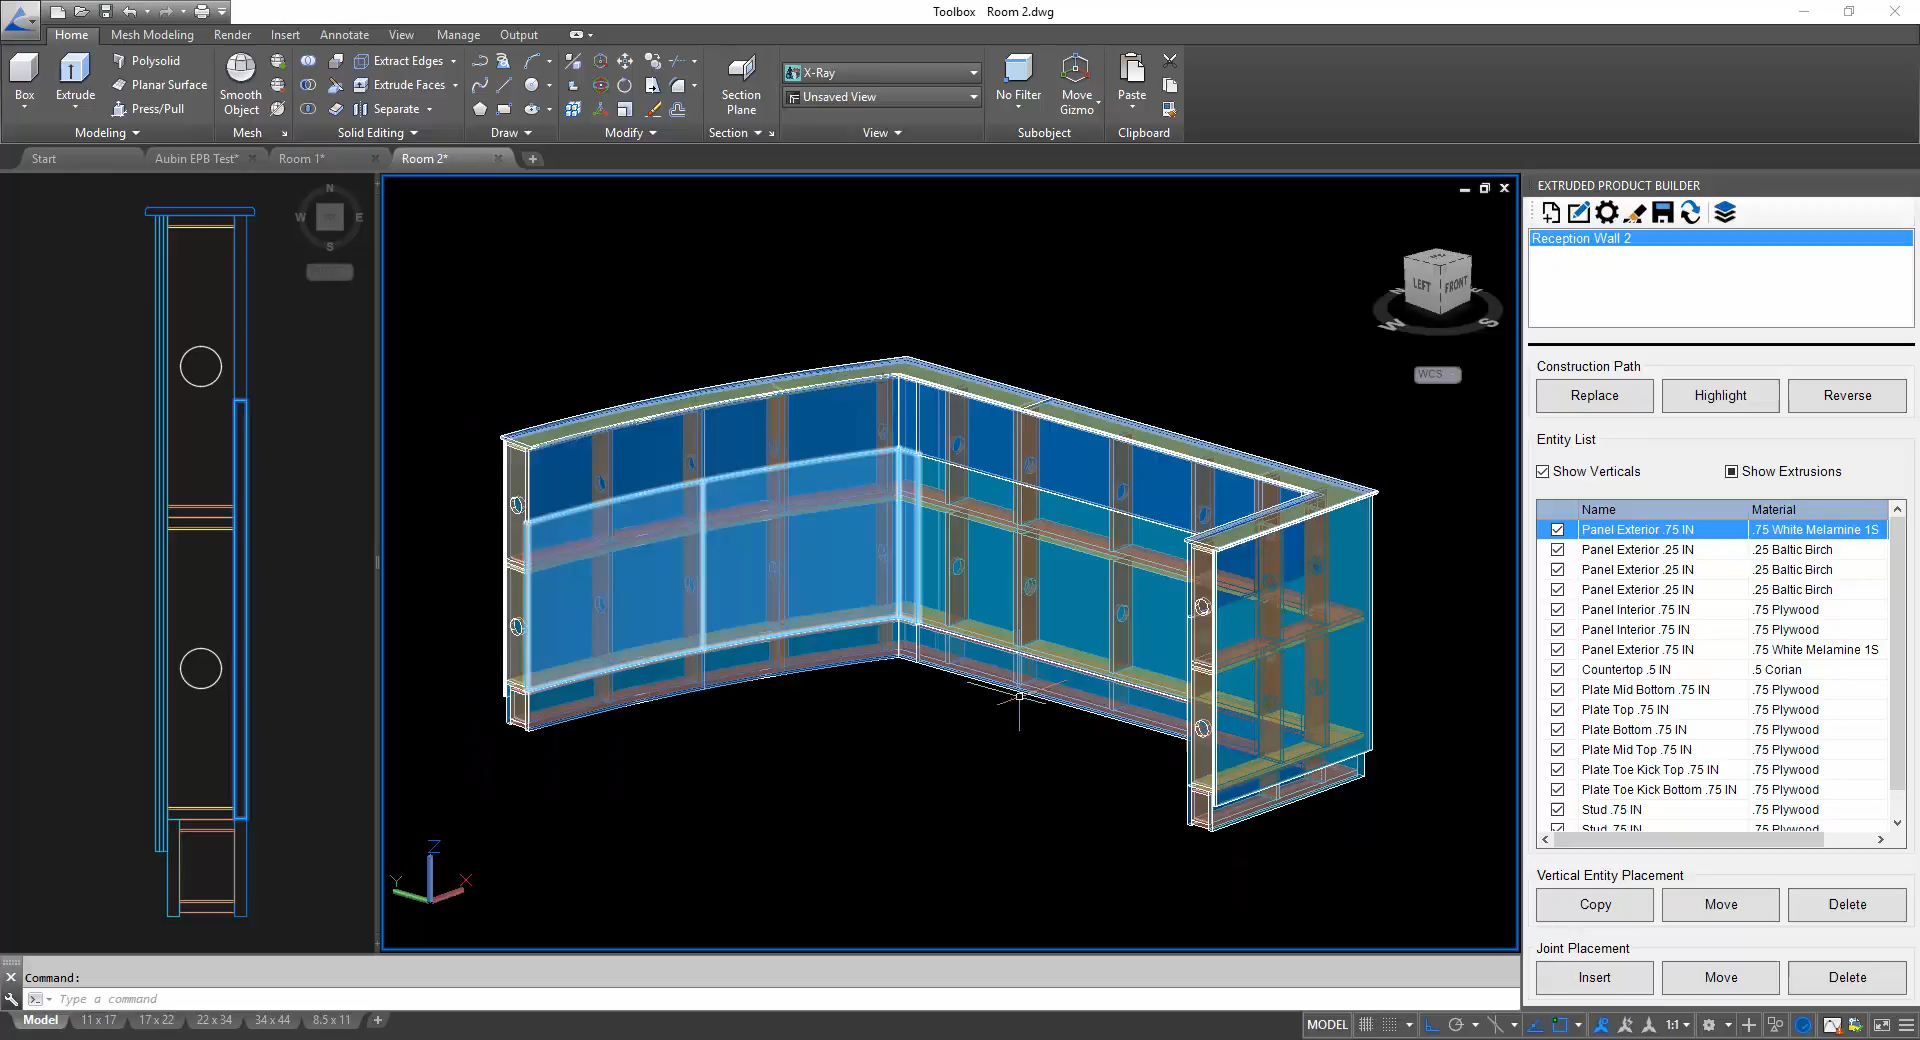 Toolbox Room 2.dwg
Home Mesh Modeling Render Insert Annotate View Manage Output
Box
Extrude
Polysolid
Planar Surface
Press/Pull
Modeling
Smooth
Object
Mesh
Extract Edges
Extrude Faces
Separate
Solid Editing
Draw
Modify
Section
Plane
Section
X-Ray
Unsaved View
View
No Filter
Move
Gizmo
Subobject
Paste
Clipboard
Start Aubin EPB Test* Room 1* Room 2*
N
W E
S
LEFT FRONT
N E
W S
WCS
Z
Y X
EXTRUDED PRODUCT BUILDER
Reception Wall 2
Construction Path
Replace Highlight Reverse
Entity List
Show Verticals Show Extrusions
Name Material
Panel Exterior .75 IN .75 White Melamine 1S
Panel Exterior .25 IN .25 Baltic Birch
Panel Exterior .25 IN .25 Baltic Birch
Panel Exterior .25 IN .25 Baltic Birch
Panel Interior .75 IN .75 Plywood
Panel Interior .75 IN .75 Plywood
Panel Exterior .75 IN .75 White Melamine 1S
Countertop .5 IN .5 Corian
Plate Mid Bottom .75 IN .75 Plywood
Plate Top .75 IN .75 Plywood
Plate Bottom .75 IN .75 Plywood
Plate Mid Top .75 IN .75 Plywood
Plate Toe Kick Top .75 IN .75 Plywood
Plate Toe Kick Bottom .75 IN .75 Plywood
Stud .75 IN .75 Plywood
Stud .75 IN .75 Plywood
Vertical Entity Placement
Copy Move Delete
Joint Placement
Insert Move Delete
Command:
Type a command
Model 11 x 17 17 x 22 22 x 34 34 x 44 8.5 x 11
MODEL 1:1